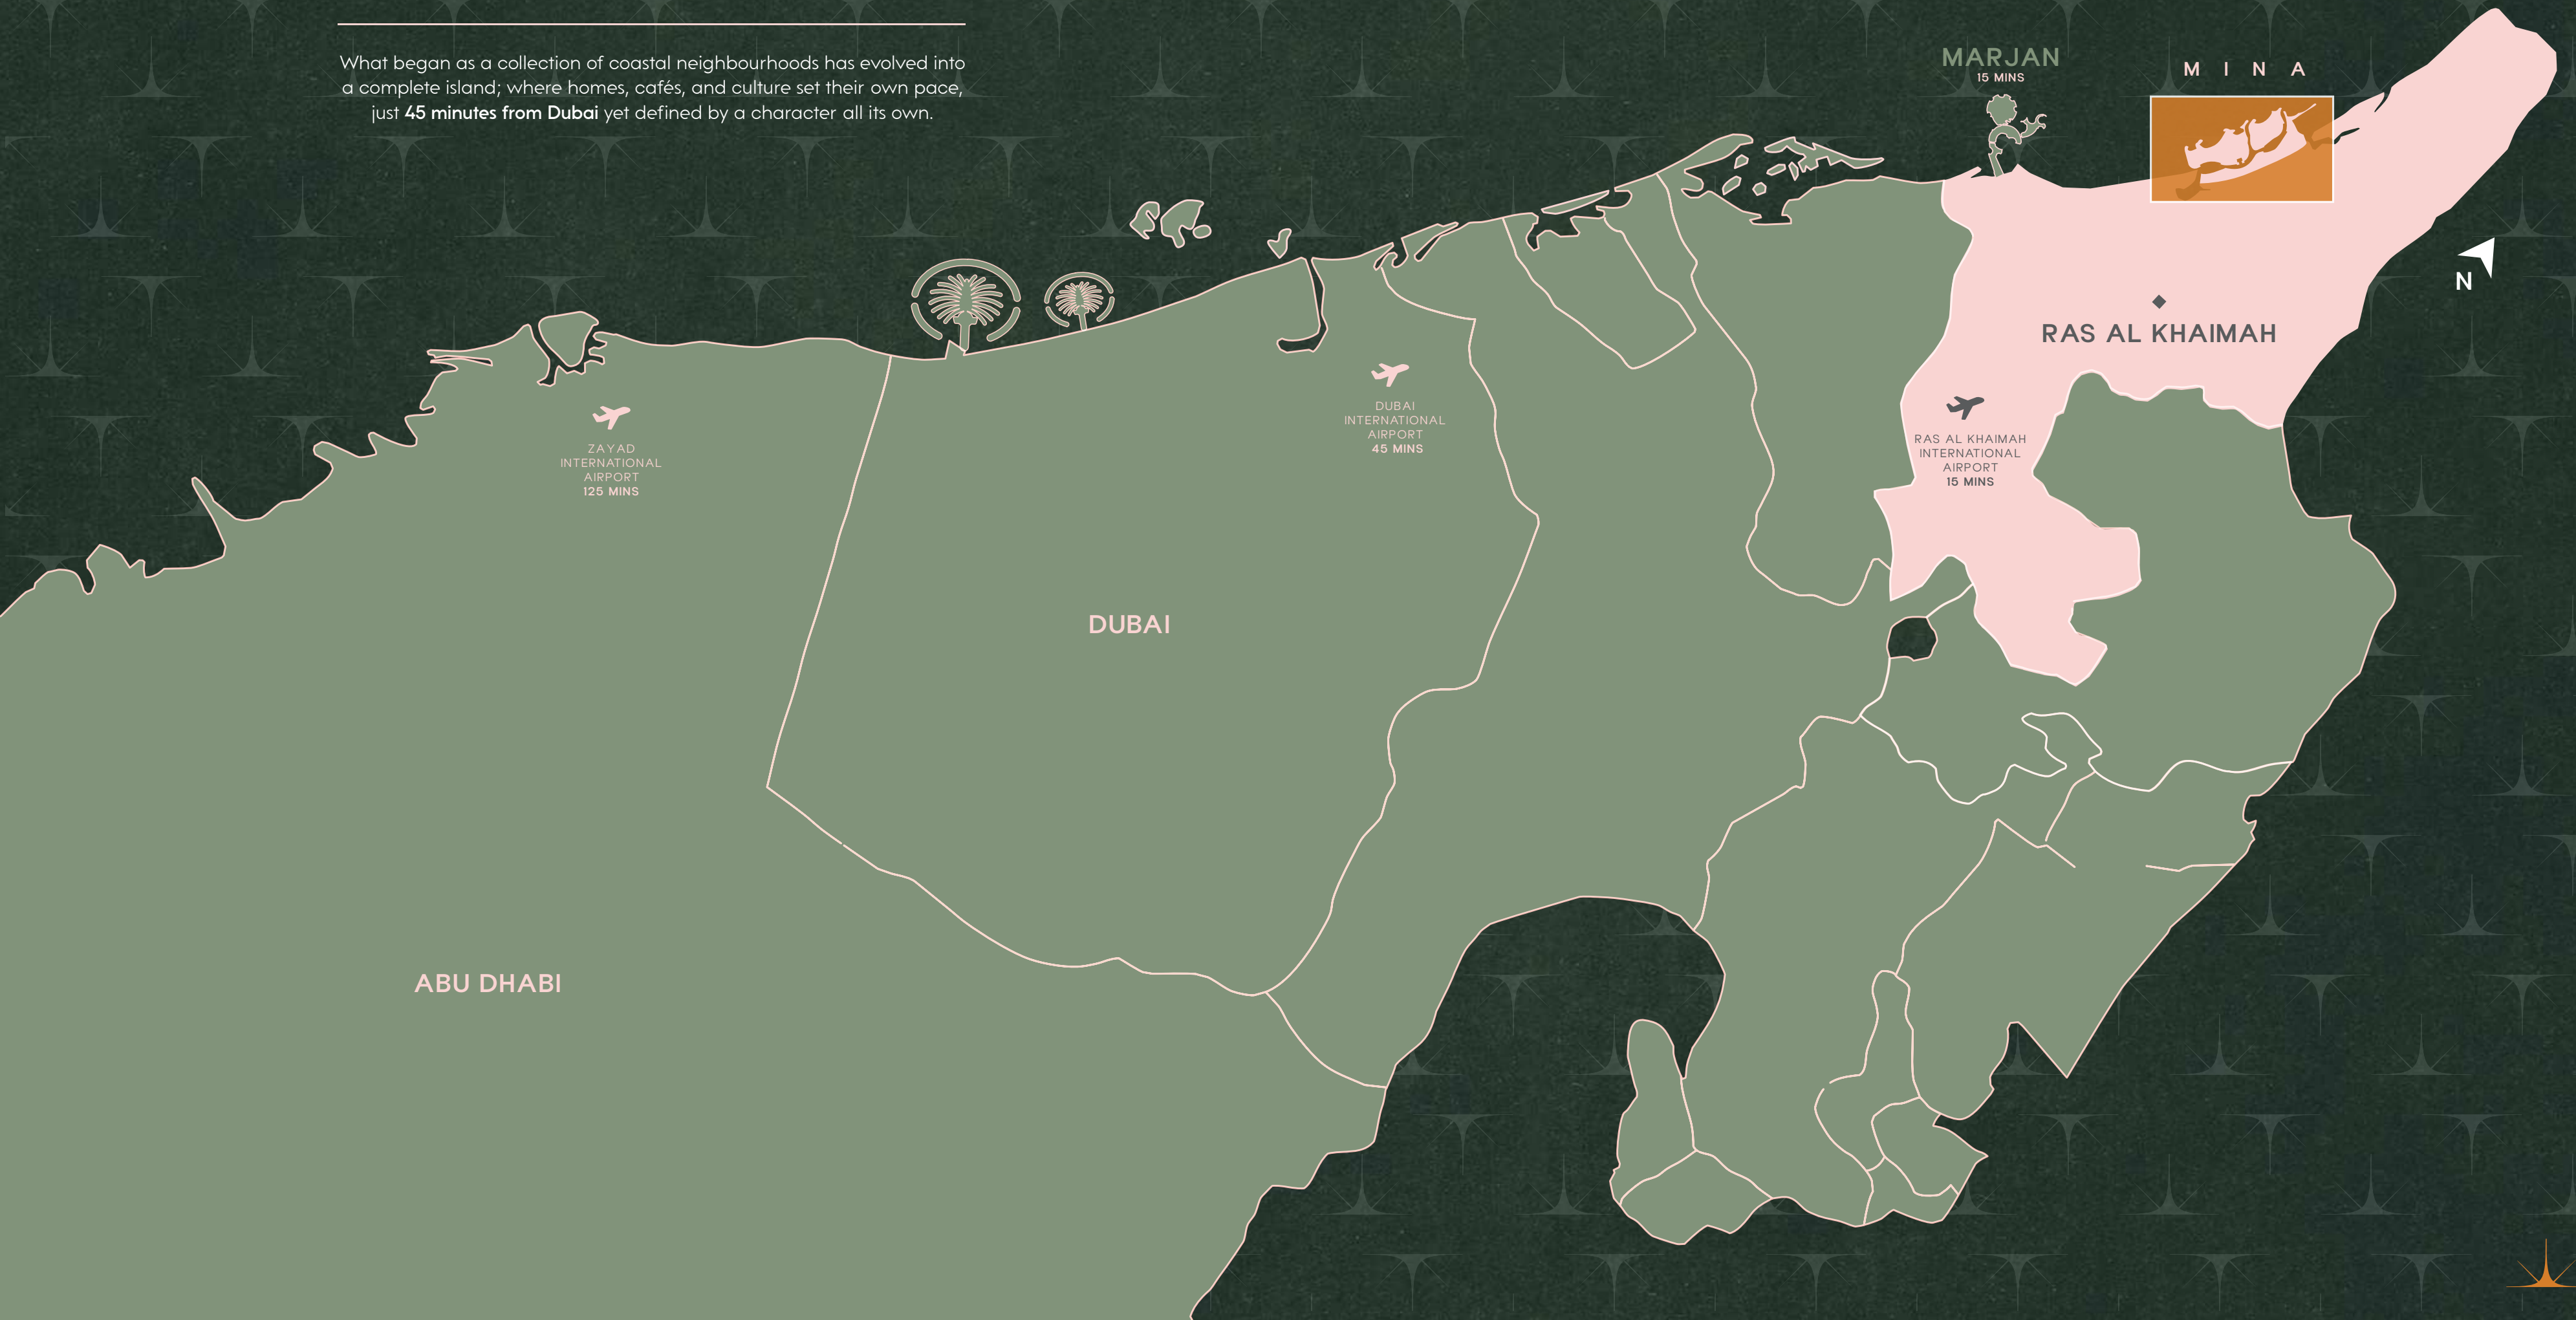 What began as a collection of coastal neighbourhoods has evolved into
a complete island; where homes, cafés, and culture set their own pace,
just 45 minutes from Dubai yet defined by a character all its own.
MARJAN
15 MINS
MINA
N
RAS AL KHAIMAH
DUBAI
INTERNATIONAL
AIRPORT
45 MINS
RAS AL KHAIMAH
INTERNATIONAL
AIRPORT
15 MINS
ZAYAD
INTERNATIONAL
AIRPORT
125 MINS
DUBAI
ABU DHABI